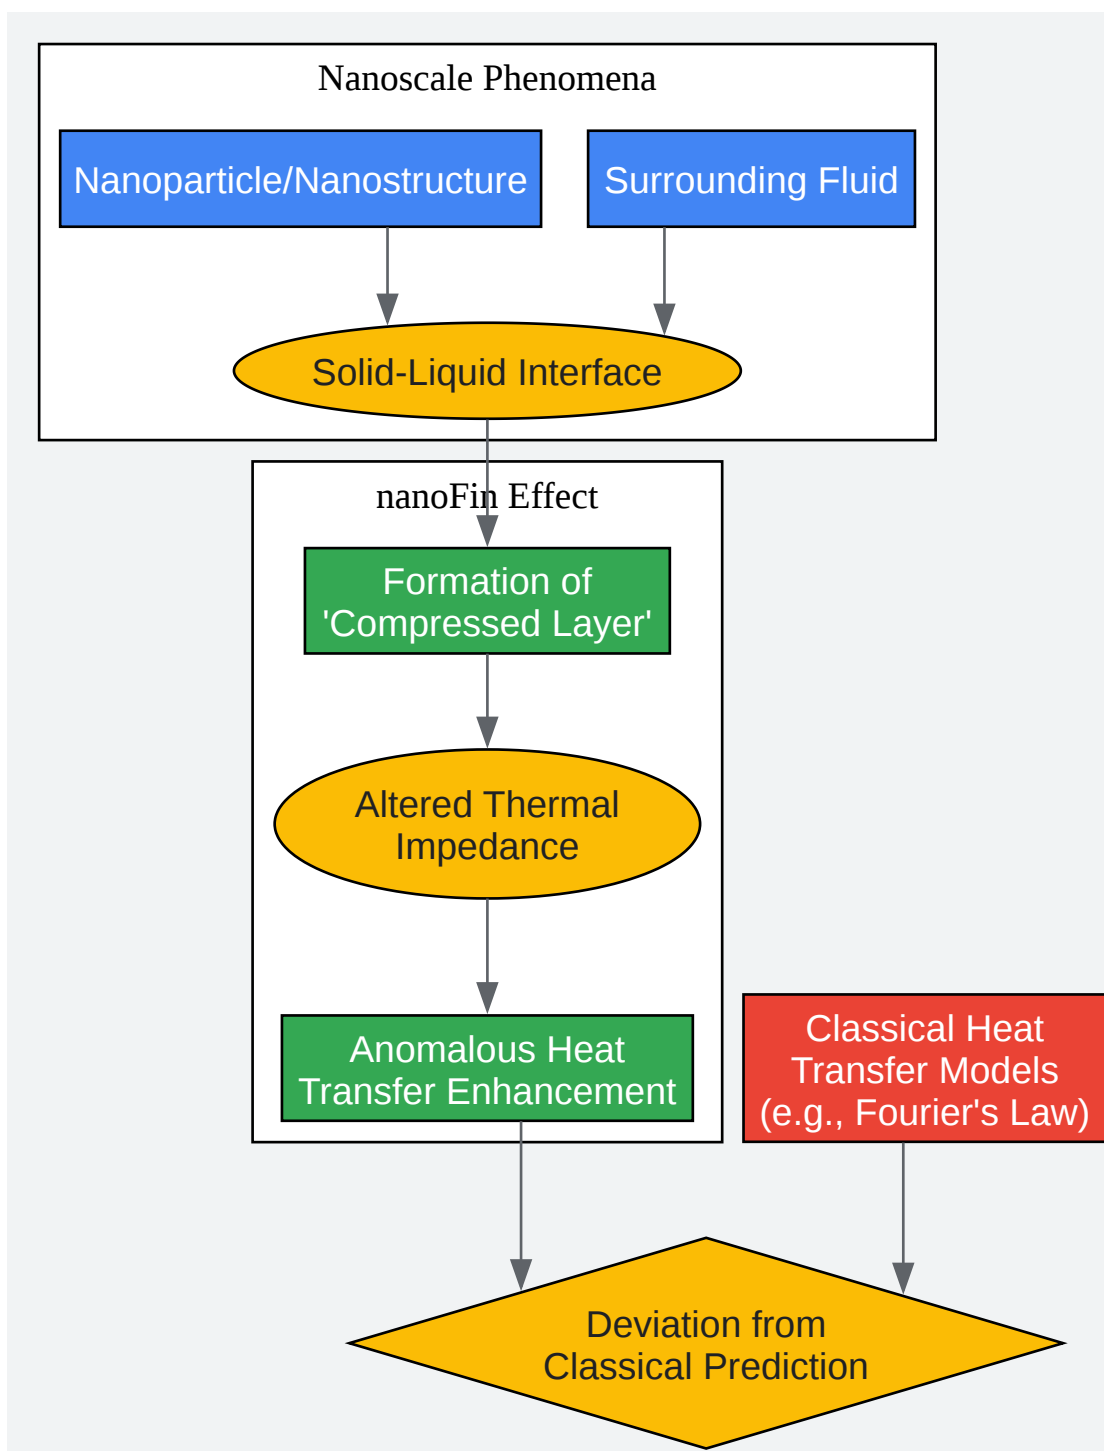 Nanoscale Phenomena
Nanoparticle/Nanostructure
Surrounding Fluid
Solid-Liquid Interface
nanoFin Effect
Formation of
'Compressed Layer'
Altered Thermal
Impedance
Anomalous Heat
Transfer Enhancement
Classical Heat
Transfer Models
(e.g., Fourier's Law)
Deviation from
Classical Prediction